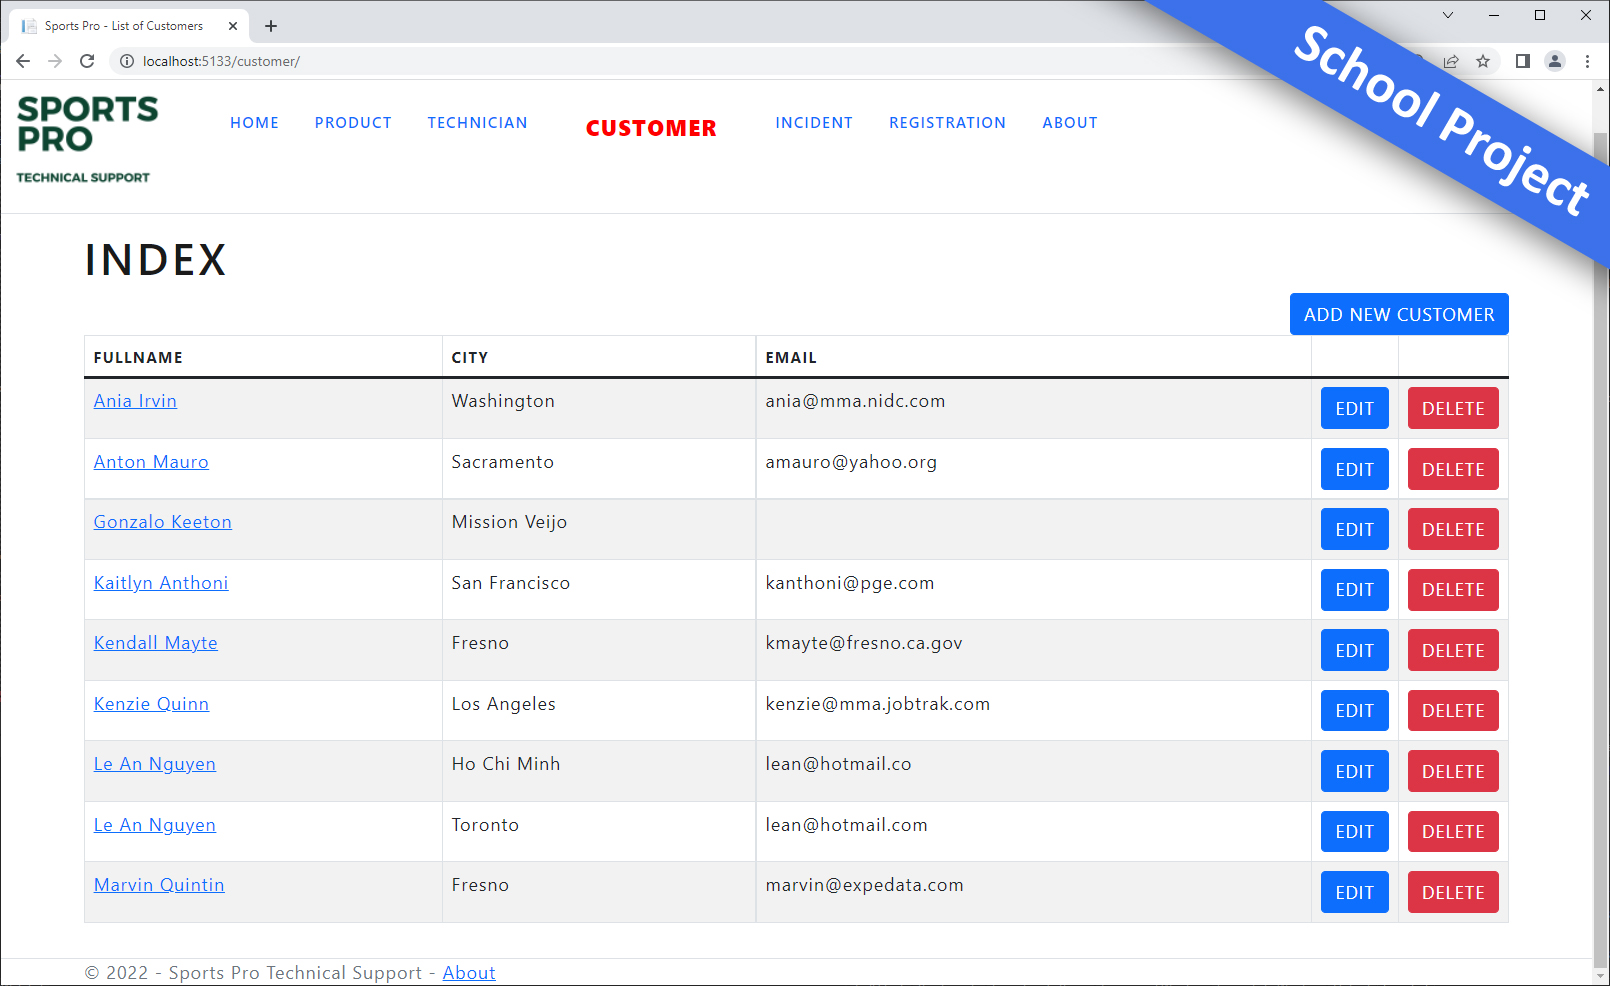 Sports Pro - List of Customers
localhost:5133/customer/
School Project
SPORTS
PRO
TECHNICAL SUPPORT
HOME PRODUCT TECHNICIAN CUSTOMER INCIDENT REGISTRATION ABOUT
INDEX
ADD NEW CUSTOMER
FULLNAME CITY EMAIL
Ania Irvin Washington ania@mma.nidc.com EDIT DELETE
Anton Mauro Sacramento amauro@yahoo.org EDIT DELETE
Gonzalo Keeton Mission Veijo EDIT DELETE
Kaitlyn Anthoni San Francisco kanthoni@pge.com EDIT DELETE
Kendall Mayte Fresno kmayte@fresno.ca.gov EDIT DELETE
Kenzie Quinn Los Angeles kenzie@mma.jobtrak.com EDIT DELETE
Le An Nguyen Ho Chi Minh lean@hotmail.co EDIT DELETE
Le An Nguyen Toronto lean@hotmail.com EDIT DELETE
Marvin Quintin Fresno marvin@expedata.com EDIT DELETE
© 2022 - Sports Pro Technical Support - About